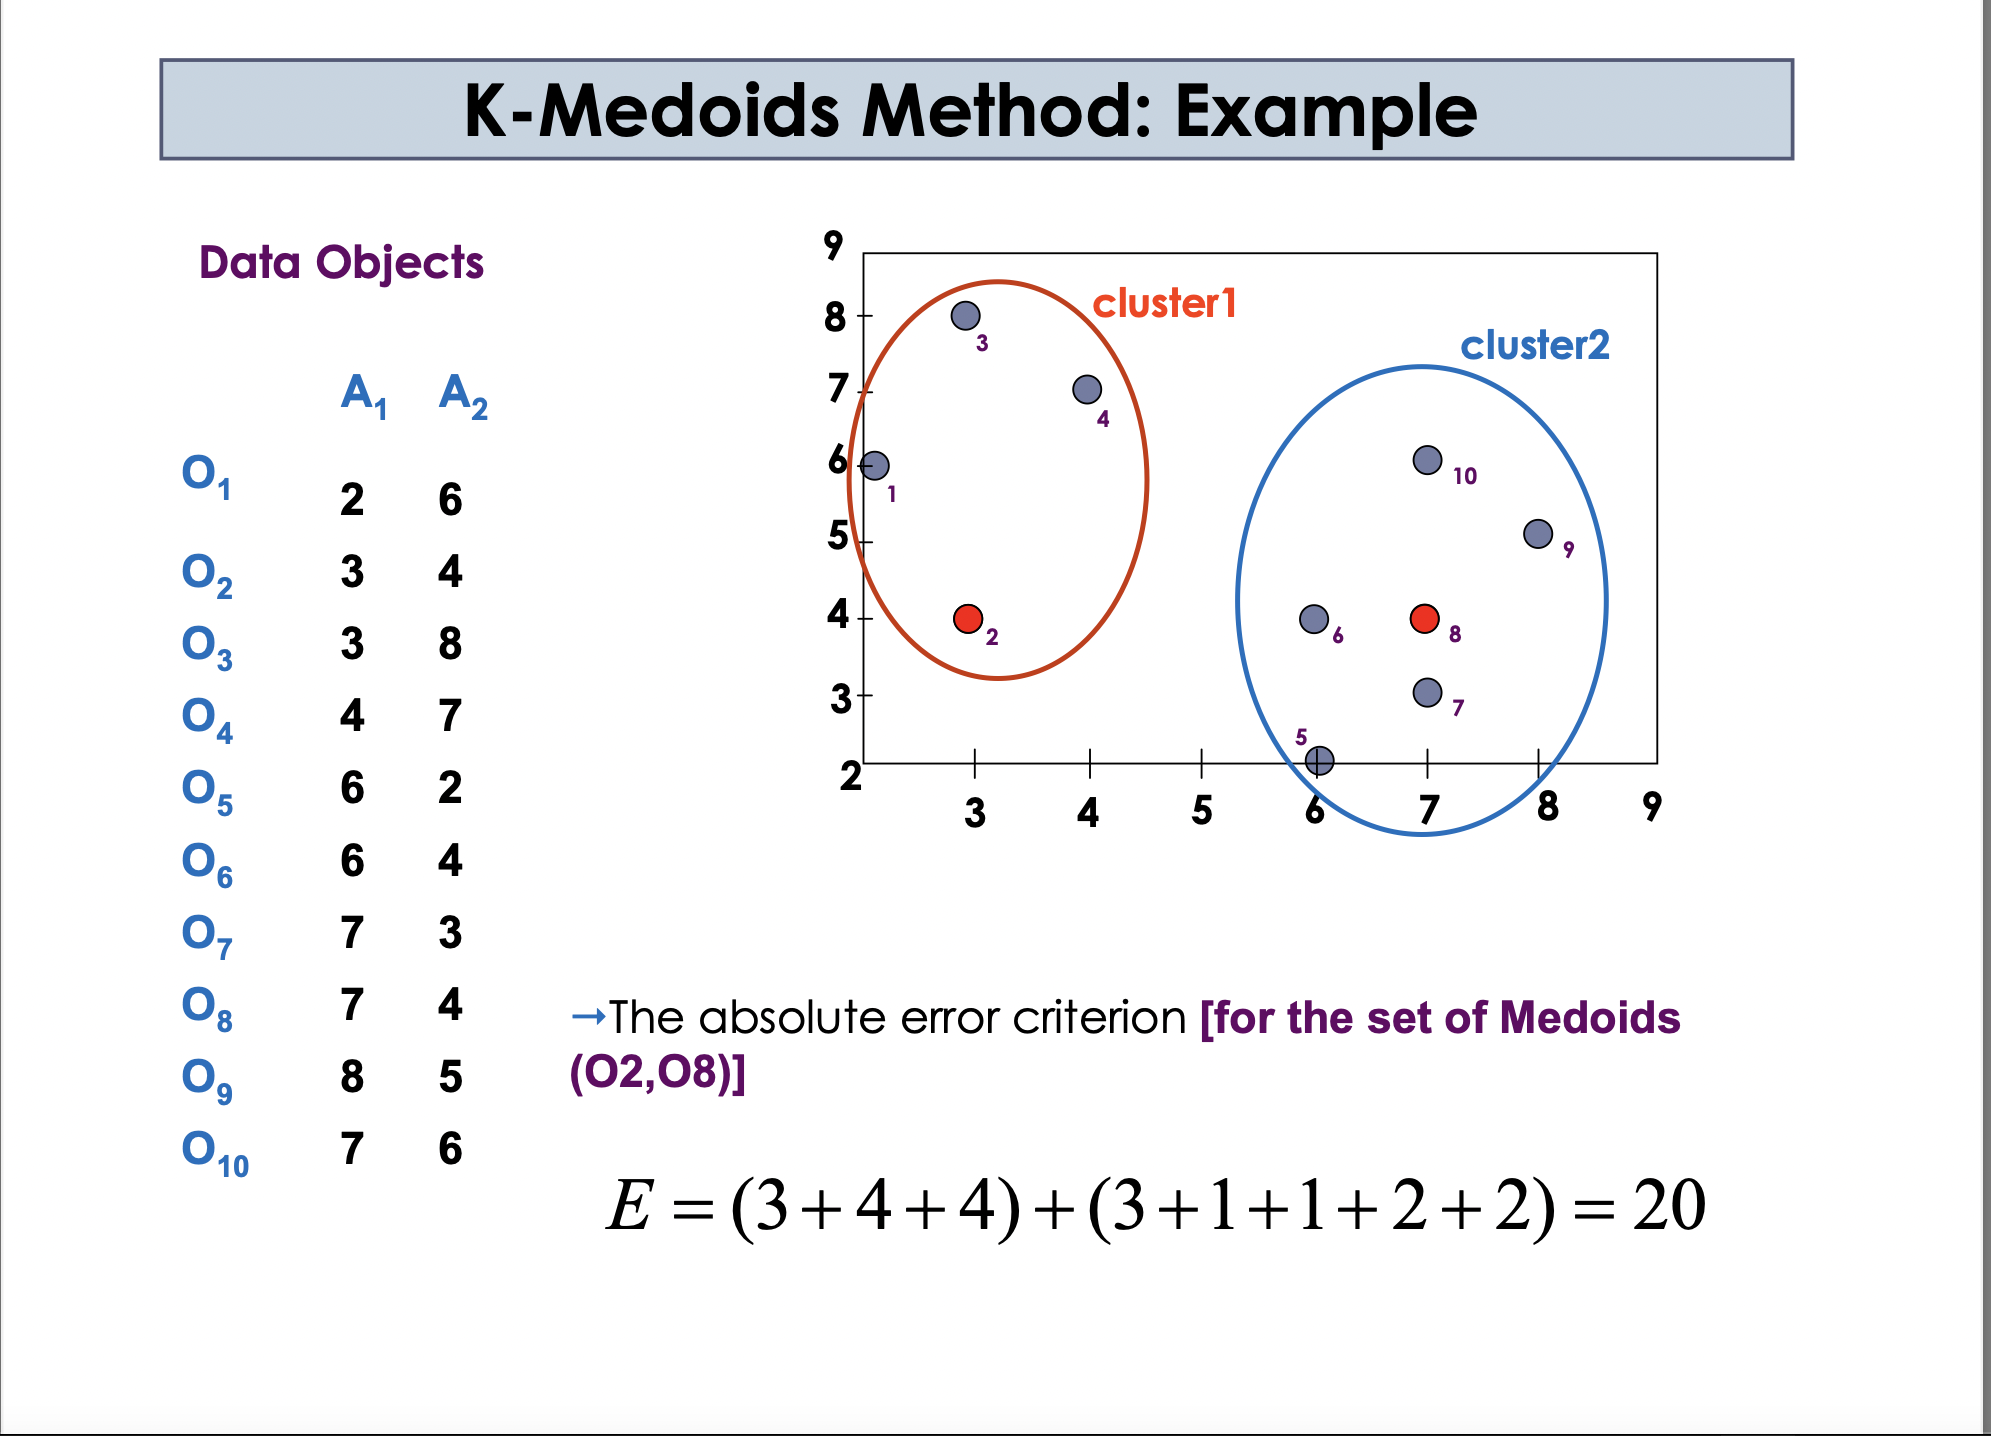 K-Medoids Method: Example
Data Objects
A1 A2
O1 2 6
O2 3 4
O3 3 8
O4 4 7
O5 6 2
O6 6 4
O7 7 3
O8 7 4
O9 8 5
O10 7 6
9
8
7
6
5
4
3
2
3 4 5 6 7 8 9
cluster1
cluster2
3
4
1
2
10
9
6
8
7
5
→The absolute error criterion [for the set of Medoids
(O2,O8)]
E = (3 + 4 + 4) + (3 + 1 + 1 + 2 + 2) = 20